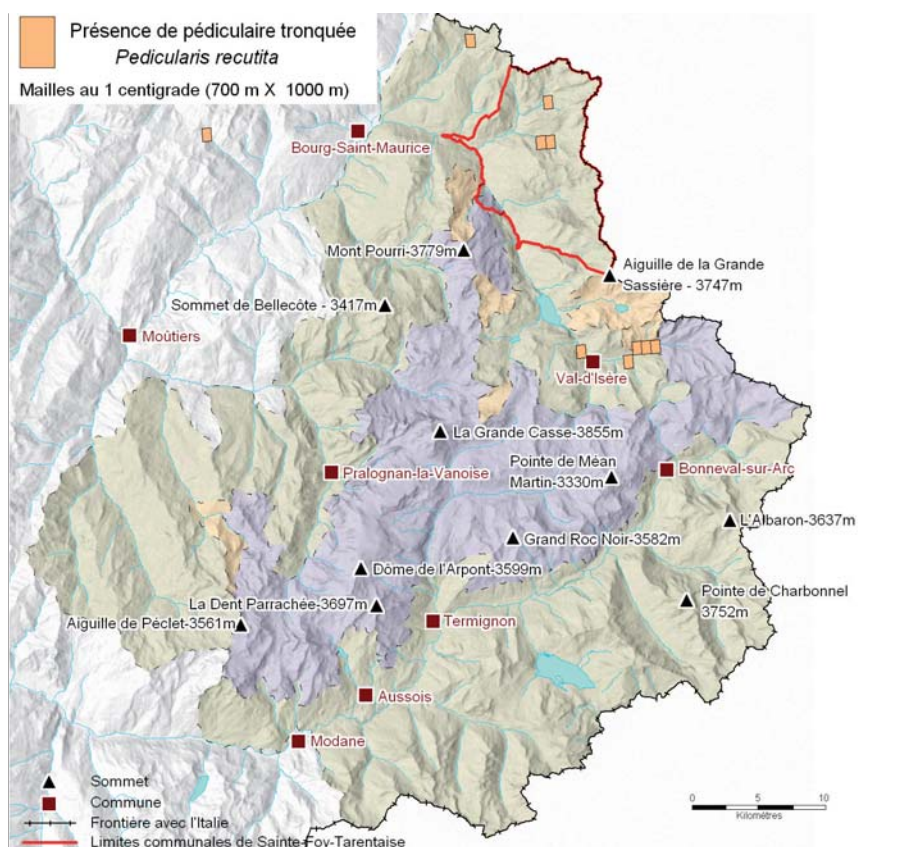 Présence de pédiculaire tronquée
Pedicularis recutita
Mailles au 1 centigrade (700 m X 1000 m)
Bourg-Saint-Maurice
Mont Pourri-3779m
Aiguille de la Grande
Sassière - 3747m
Sommet de Bellecôte - 3417m
Moûtiers
Val-d'Isère
La Grande Casse-3855m
Pralognan-la-Vanoise
Pointe de Méan
Martin-3330m
Bonneval-sur-Arc
L'Albaron-3637m
Grand Roc Noir-3582m
Dôme de l'Arpont-3599m
La Dent Parrachée-3697m
Pointe de Charbonnel
3752m
Aiguille de Péclet-3561m
Termignon
Aussois
Modane
Sommet
Commune
Frontière avec l'Italie
Limites communales de Sainte-Foy-Tarentaise
0 5 10
Kilomètres